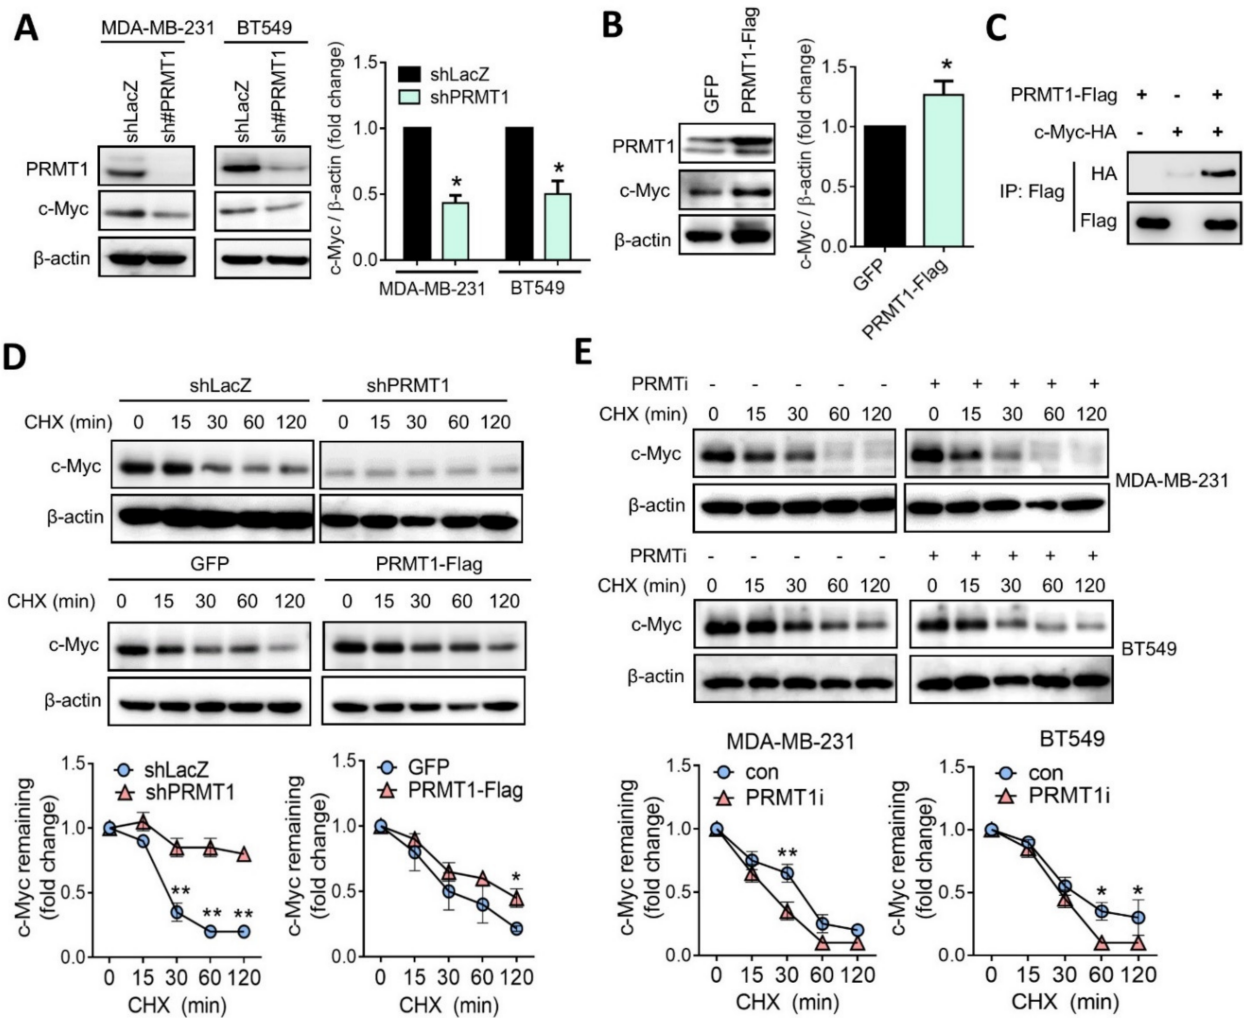 A
MDA-MB-231 BT549
shLacZ sh#PRMT1 shLacZ sh#PRMT1
PRMT1
c-Myc
β-actin
c-Myc / β-actin (fold change)
1.5
1.0
0.5
0.0
shLacZ
shPRMT1
* *
MDA-MB-231 BT549
B
GFP PRMT1-Flag
PRMT1
c-Myc
β-actin
c-Myc / β-actin (fold change)
1.5
1.0
0.5
0.0
*
GFP PRMT1-Flag
C
PRMT1-Flag + - +
c-Myc-HA - + +
IP: Flag
HA
Flag
D
shLacZ shPRMT1
CHX (min) 0 15 30 60 120 0 15 30 60 120
c-Myc
β-actin
GFP PRMT1-Flag
CHX (min) 0 15 30 60 120 0 15 30 60 120
c-Myc
β-actin
c-Myc remaining
(fold change)
1.5
1.0
0.5
0.0
shLacZ
shPRMT1
** ** **
0 15 30 60 120
CHX (min)
c-Myc remaining
(fold change)
1.5
1.0
0.5
0.0
GFP
PRMT1-Flag
*
0 15 30 60 120
CHX (min)
E
PRMTi - - - - - + + + + +
CHX (min) 0 15 30 60 120 0 15 30 60 120
c-Myc
β-actin
MDA-MB-231
PRMTi - - - - - + + + + +
CHX (min) 0 15 30 60 120 0 15 30 60 120
c-Myc
β-actin
BT549
MDA-MB-231
c-Myc remaining
(fold change)
1.5
1.0
0.5
0.0
con
PRMT1i
**
0 15 30 60 120
CHX (min)
BT549
c-Myc remaining
(fold change)
1.5
1.0
0.5
0.0
con
PRMT1i
* *
0 15 30 60 120
CHX (min)